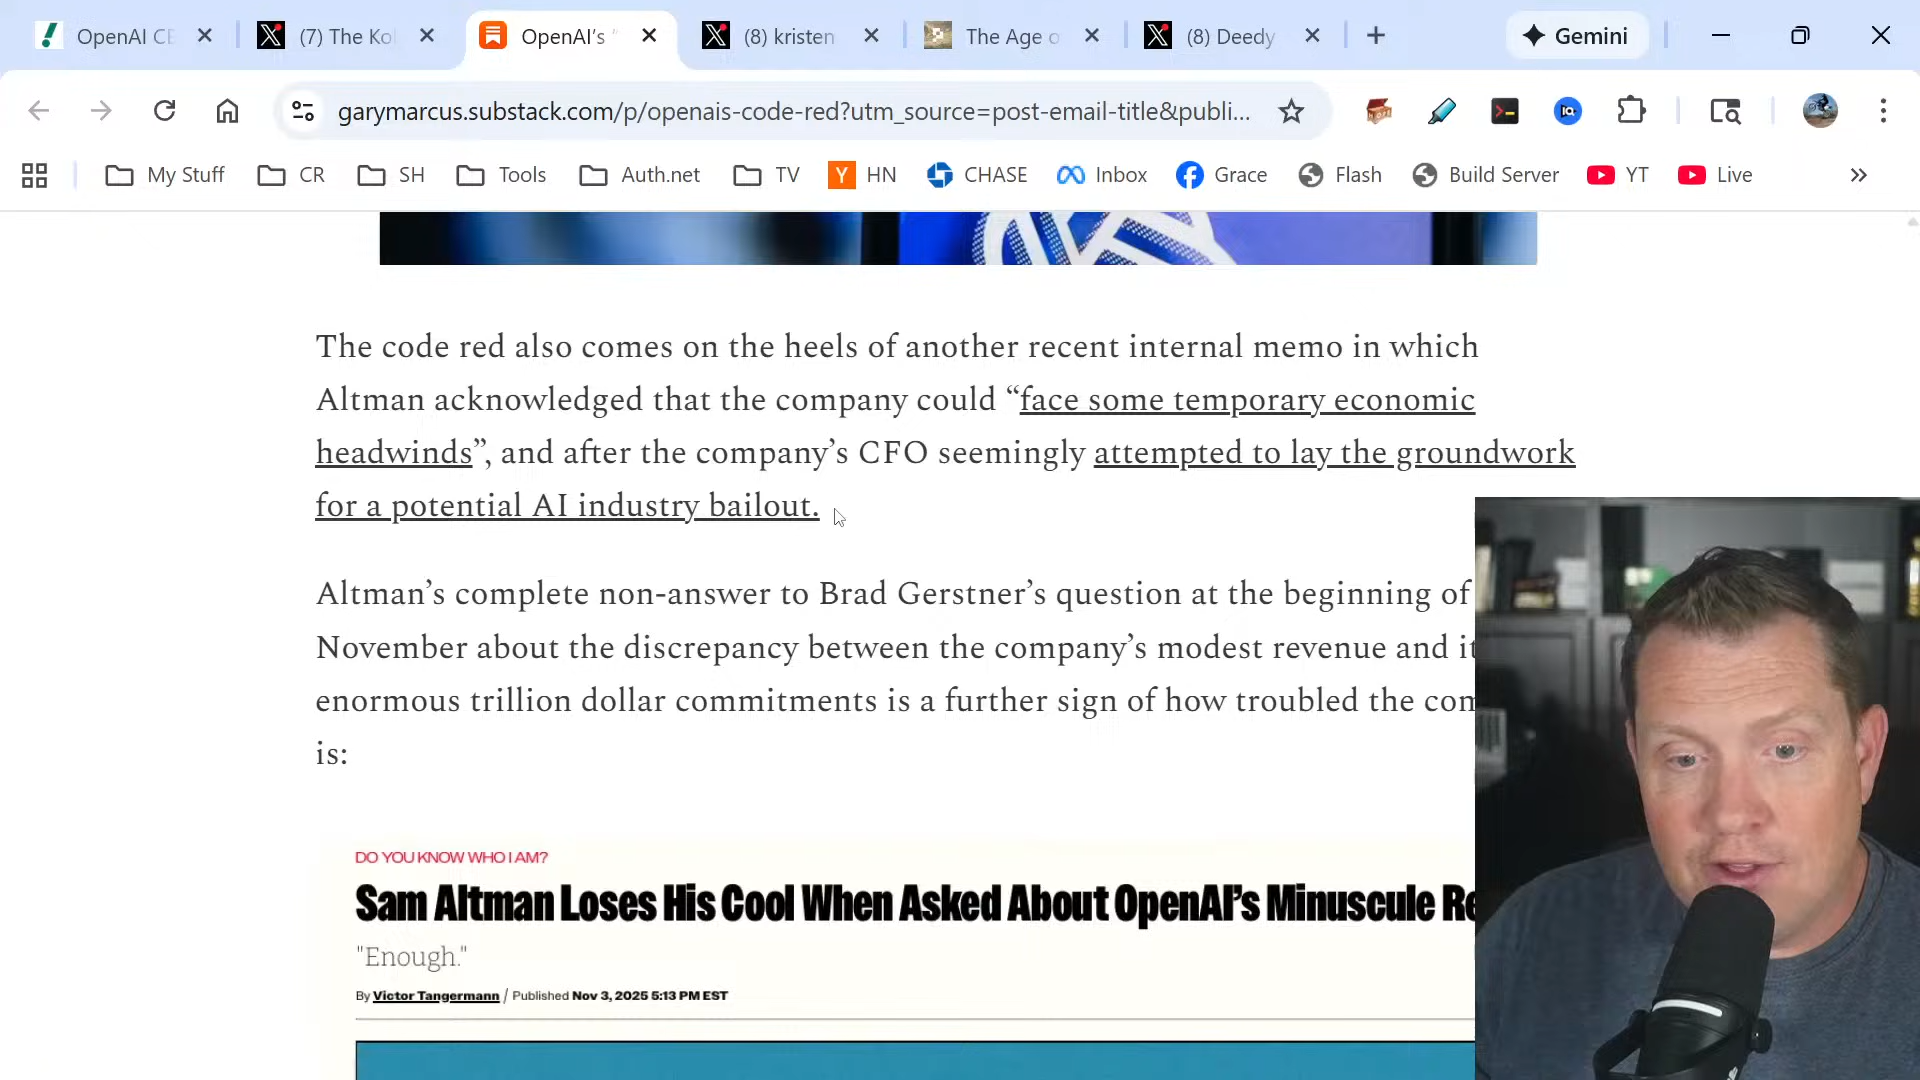 OpenAI CE
(7) The Kol
OpenAI's "
(8) kristen
The Age o
(8) Deedy
Gemini
garymarcus.substack.com/p/openais-code-red?utm_source=post-email-title&publi...
My Stuff
CR
SH
Tools
Auth.net
TV
Y HN
CHASE
Inbox
Grace
Flash
Build Server
YT
Live
The code red also comes on the heels of another recent internal memo in which
Altman acknowledged that the company could “face some temporary economic
headwinds”, and after the company’s CFO seemingly attempted to lay the groundwork
for a potential AI industry bailout.
Altman’s complete non-answer to Brad Gerstner’s question at the beginning of
November about the discrepancy between the company’s modest revenue and it
enormous trillion dollar commitments is a further sign of how troubled the com
is:
DO YOU KNOW WHO I AM?
Sam Altman Loses His Cool When Asked About OpenAI’s Minuscule Re
"Enough."
By Victor Tangermann / Published Nov 3, 2025 5:13 PM EST